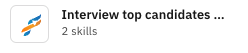 Interview top candidates ...
2 skills